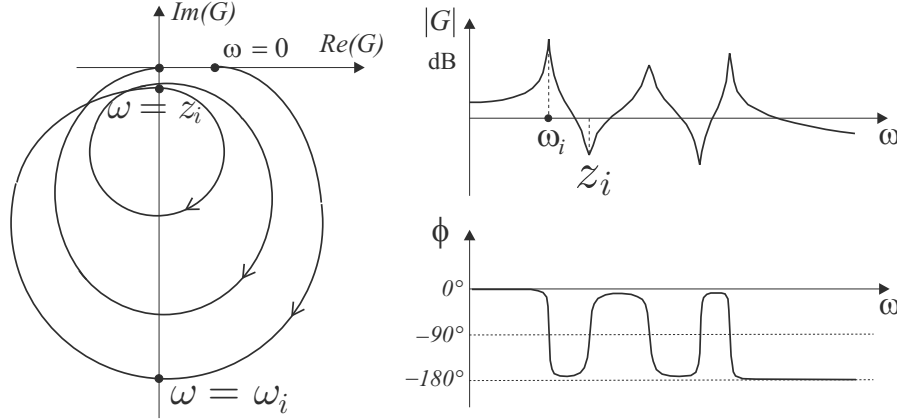 Im(G)
Re(G)
ω = 0
ω = z_i
ω = ω_i
|G|
dB
ω_i
z_i
ω
ϕ
0°
ω
−90°
−180°